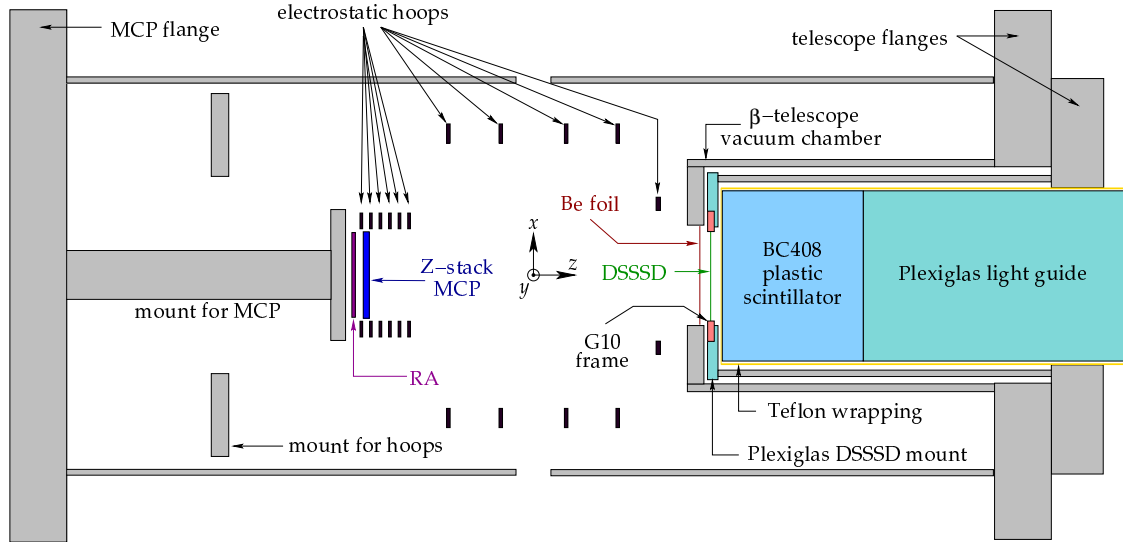 electrostatic hoops
MCP flange
telescope flanges
β−telescope
vacuum chamber
Be foil
x
z
y
Z−stack
MCP
DSSSD
BC408
plastic
scintillator
Plexiglas light guide
mount for MCP
G10
frame
RA
Teflon wrapping
mount for hoops
Plexiglas DSSSD mount